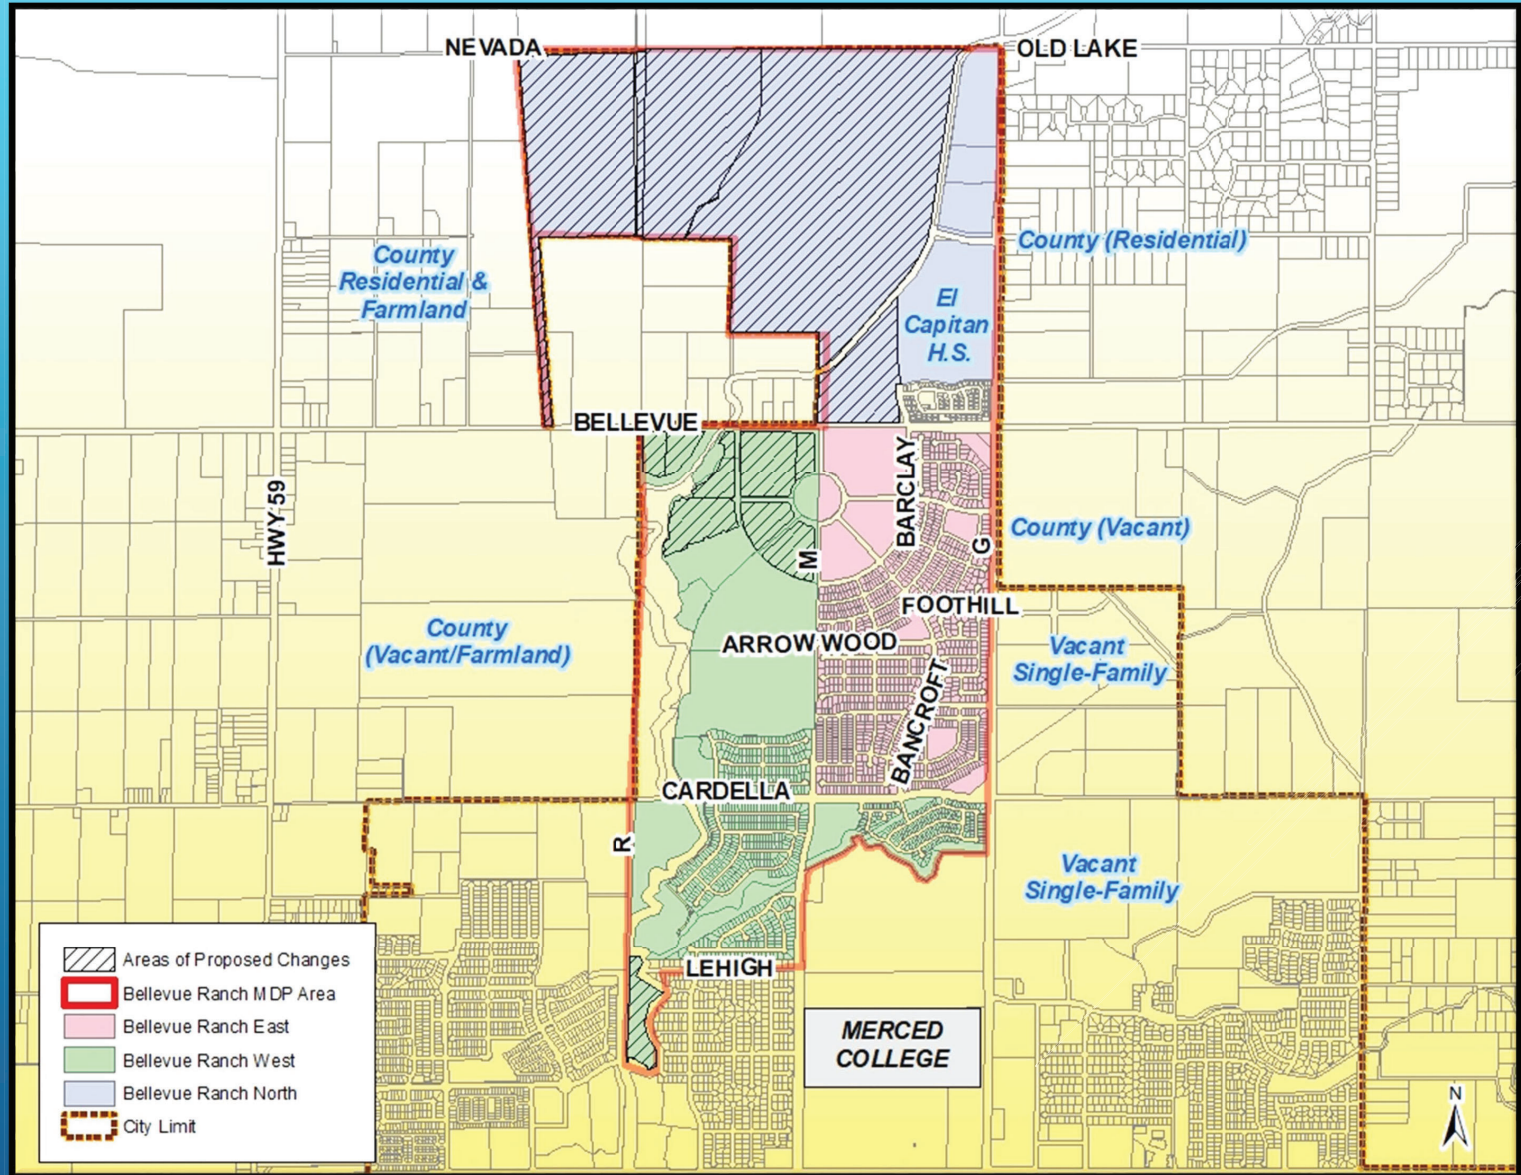 NEVADA
OLD LAKE
County
Residential &
Farmland
County (Residential)
El
Capitan
H.S.
BELLEVUE
HWY 59
BARCLAY
G
M
County (Vacant)
FOOTHILL
ARROW WOOD
County
(Vacant/Farmland)
Vacant
Single-Family
BANCROFT
CARDELLA
R
Vacant
Single-Family
LEHIGH
MERCED
COLLEGE
Areas of Proposed Changes
Bellevue Ranch MDP Area
Bellevue Ranch East
Bellevue Ranch West
Bellevue Ranch North
City Limit
N